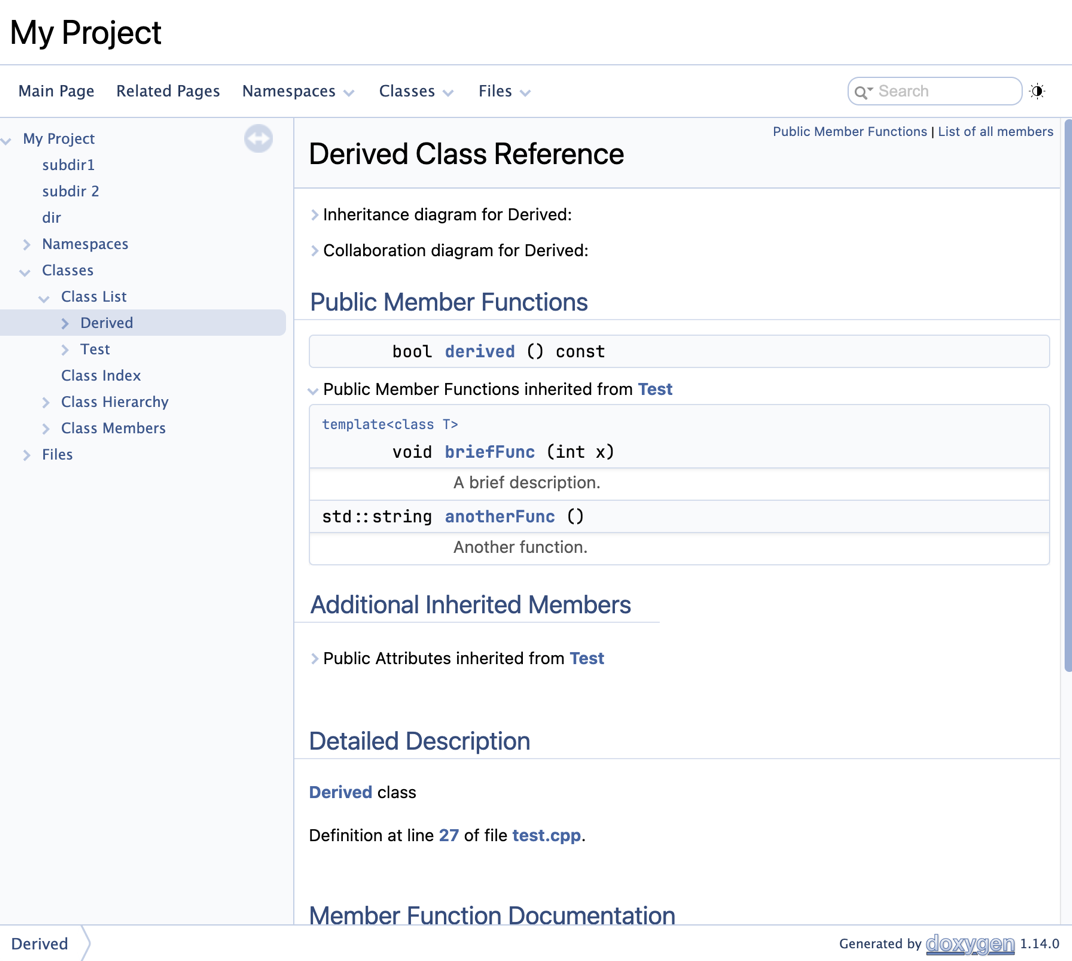 My Project
Main Page Related Pages Namespaces Classes Files Search
My Project
subdir1
subdir 2
dir
Namespaces
Classes
Class List
Derived
Test
Class Index
Class Hierarchy
Class Members
Files
Public Member Functions | List of all members
Derived Class Reference
Inheritance diagram for Derived:
Collaboration diagram for Derived:
Public Member Functions
bool derived () const
Public Member Functions inherited from Test
template<class T>
void briefFunc (int x)
A brief description.
std::string anotherFunc ()
Another function.
Additional Inherited Members
Public Attributes inherited from Test
Detailed Description
Derived class
Definition at line 27 of file test.cpp.
Member Function Documentation
Derived
Generated by doxygen 1.14.0